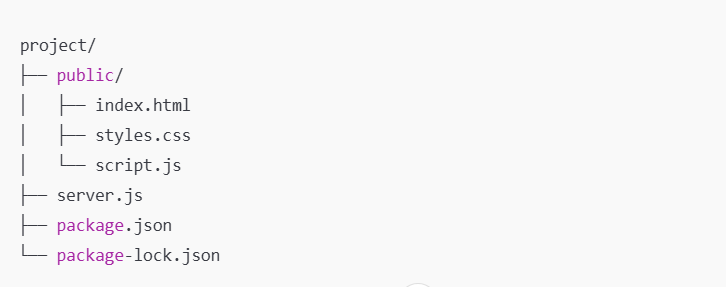 project/
├── public/
│   ├── index.html
│   ├── styles.css
│   └── script.js
├── server.js
├── package.json
└── package-lock.json